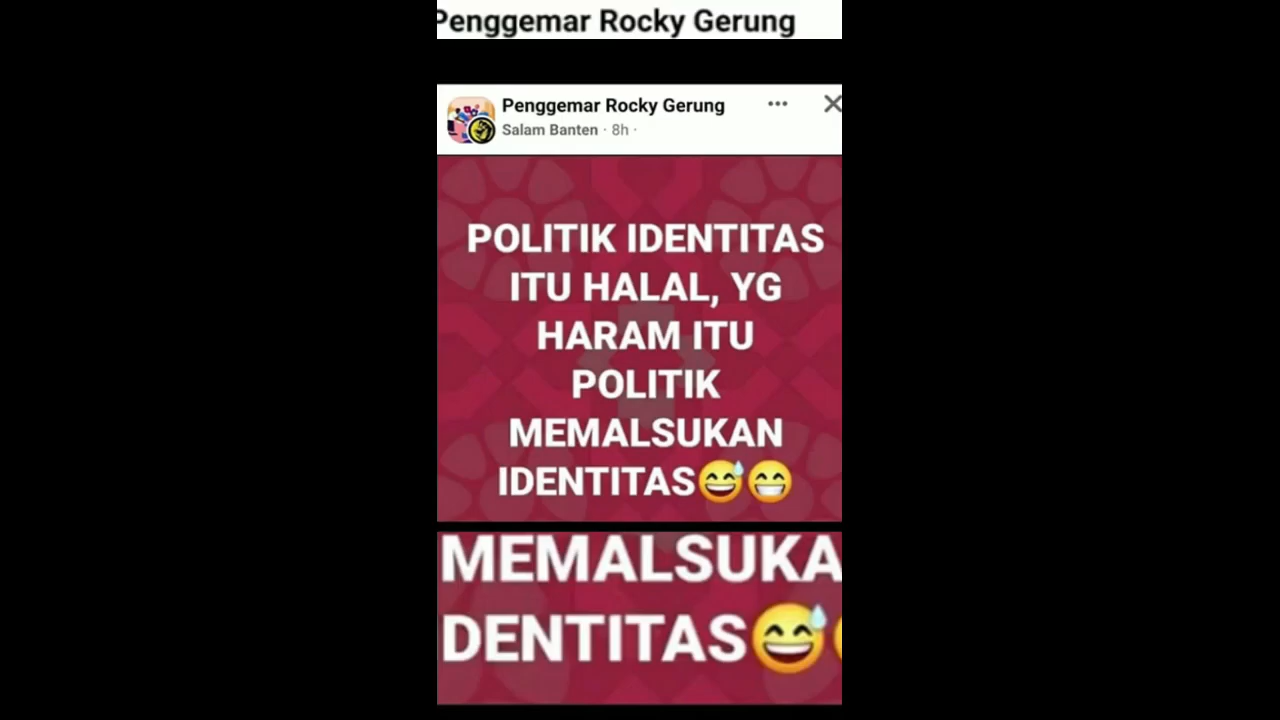 Penggemar Rocky Gerung
Penggemar Rocky Gerung
Salam Banten · 8h ·
POLITIK IDENTITAS
ITU HALAL, YG
HARAM ITU
POLITIK
MEMALSUKAN
IDENTITAS😅😁
MEMALSUKA
DENTITAS😅